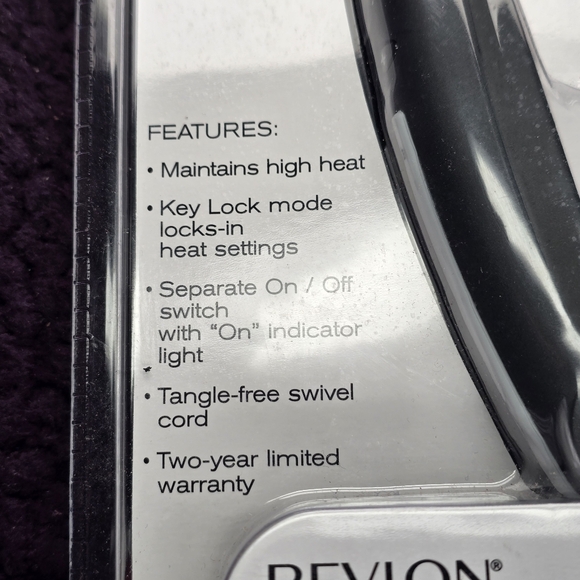 FEATURES:
• Maintains high heat
• Key Lock mode
locks-in
heat settings
• Separate On / Off
switch
with “On” indicator
light
• Tangle-free swivel
cord
• Two-year limited
warranty
REVLON®